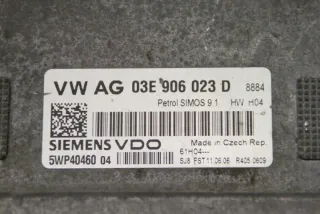 VW AG 03E 906 023 D 8884
Petrol SIMOS 9.1 HW H04
SIEMENS VDO Made in Czech Rep.
5WP40460 04 61H04---
SJ8 FST 11.06.06 R405 0609